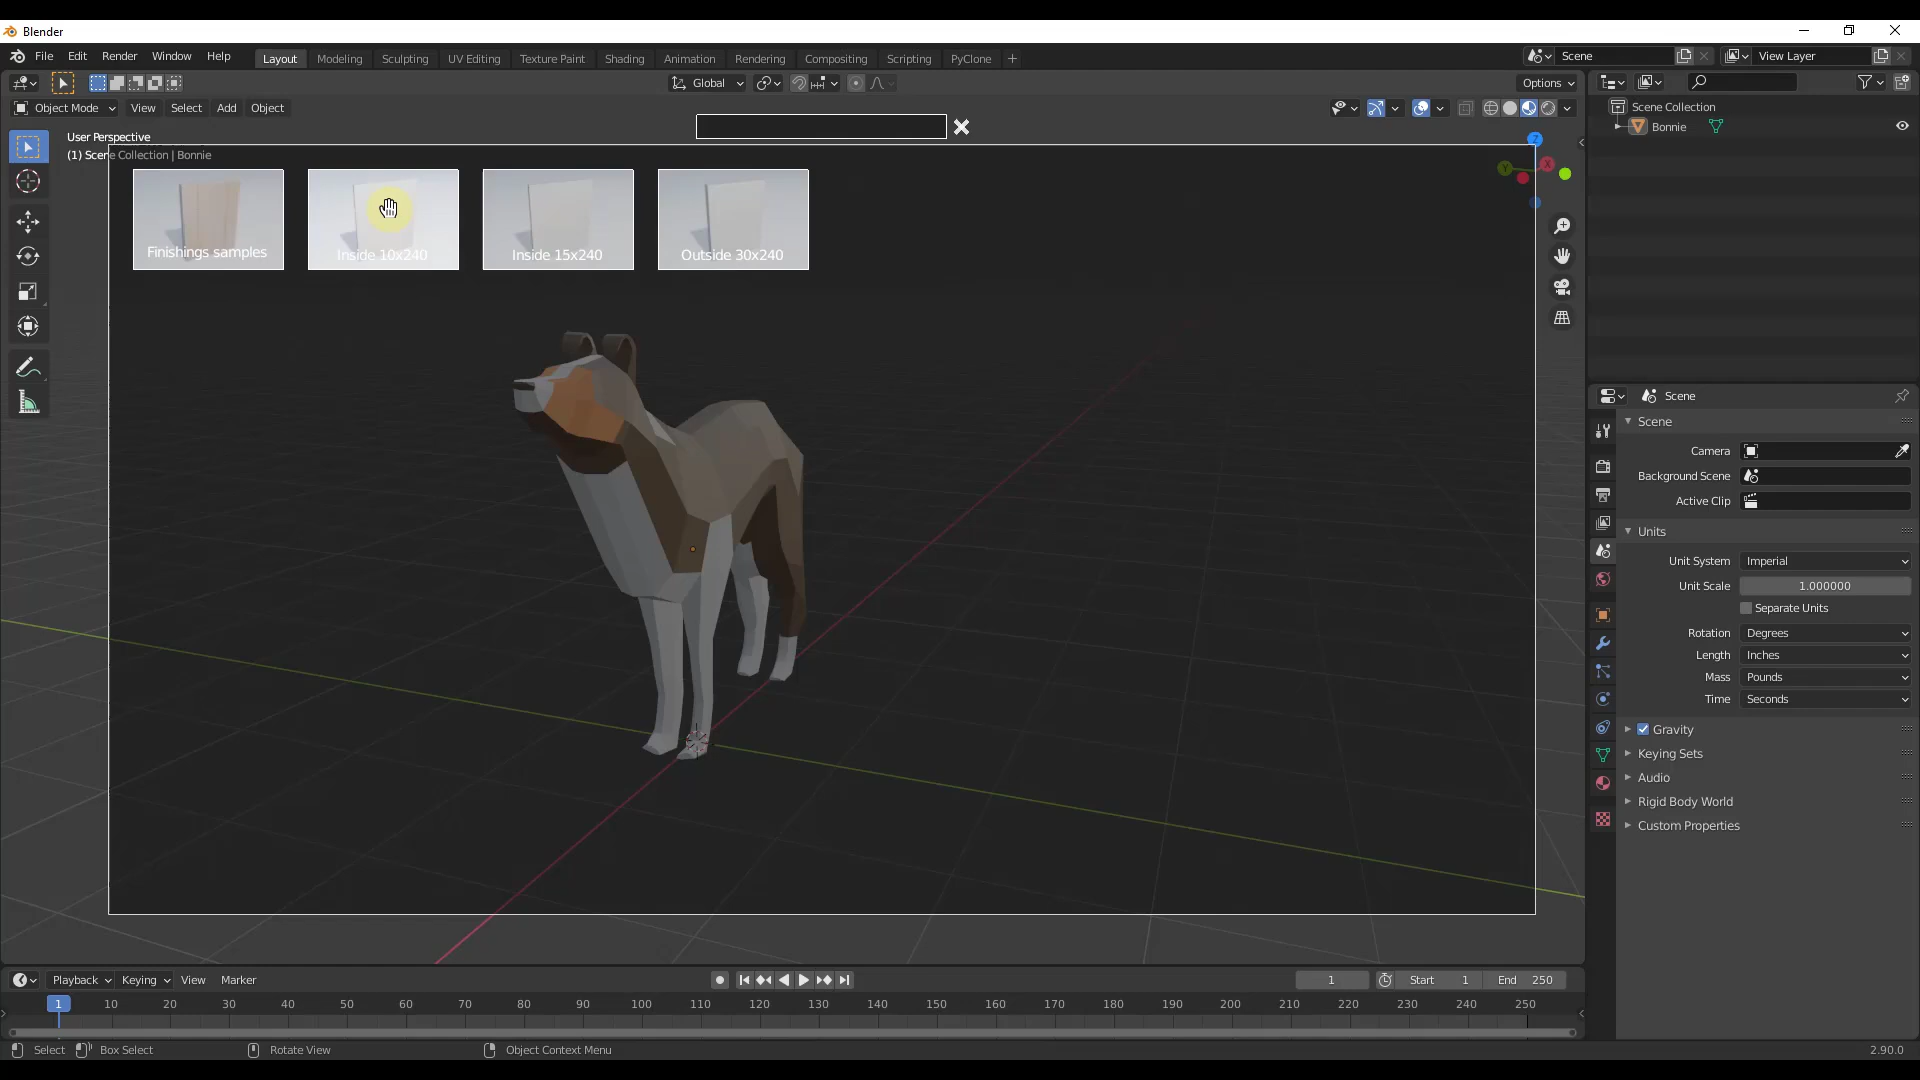 Blender
File Edit Render Window Help
Layout Modeling Sculpting UV Editing Texture Paint Shading Animation Rendering Compositing Scripting PyClone +
Scene
View Layer
Global
Options
Object Mode View Select Add Object
User Perspective
(1) Scene Collection | Bonnie
Finishings samples
Inside 10x240
Inside 15x240
Outside 30x240
Z
Y
X
Scene Collection
Bonnie
Scene
Scene
Camera
Background Scene
Active Clip
Units
Unit System Imperial
Unit Scale 1.000000
Separate Units
Rotation Degrees
Length Inches
Mass Pounds
Time Seconds
Gravity
Keying Sets
Audio
Rigid Body World
Custom Properties
Playback Keying View Marker
1 Start 1 End 250
1 10 20 30 40 50 60 70 80 90 100 110 120 130 140 150 160 170 180 190 200 210 220 230 240 250
Select Box Select Rotate View Object Context Menu 2.90.0